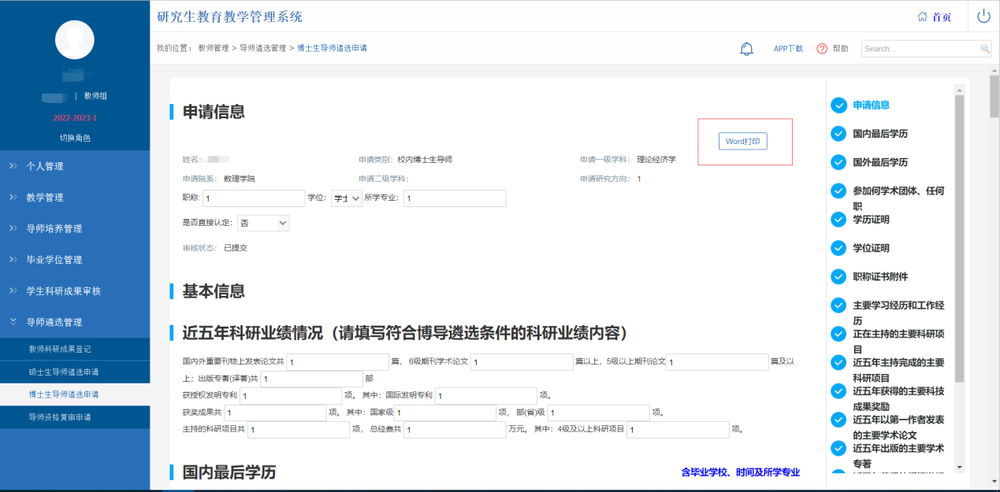 研究生教育教学管理系统
首页
我的位置： 教师管理 > 导师遴选管理 > 博士生导师遴选申请
APP下载
帮助
Search...
| 教师组
2022-2023-1
切换角色
个人管理
教学管理
导师培养管理
毕业学位管理
学生科研成果审核
导师遴选管理
教师科研成果登记
硕士生导师遴选申请
博士生导师遴选申请
导师资格复审申请
申请信息
Word打印
姓名: 申请类别: 校内博士生导师 申请一级学科: 理论经济学
申请院系: 数理学院 申请二级学科: 申请研究方向: 1
职称: 1 学位: 学士 所学专业: 1
是否直接认定: 否
审核状态: 已提交
基本信息
近五年科研业绩情况（请填写符合博导遴选条件的科研业绩内容）
国内外重要刊物上发表论文共 1 篇， 6级期刊学术论文 1 篇以上，5级以上期刊论文 1 篇及以
上；出版专著(译著)共 1 部
获授权发明专利 1 项。 其中：国际发明专利 1 项。
获奖成果共 1 项。 其中：国家级 1 项， 部(省)级 1 项。
主持的科研项目共 1 项， 总经费共 1 万元。 其中：4级及以上科研项目 1 项。
国内最后学历
含毕业学校、时间及所学专业
申请信息
国内最后学历
国外最后学历
参加何学术团体、任何
职
学历证明
学位证明
职称证书附件
主要学习经历和工作经
历
正在主持的主要科研项
目
近五年主持完成的主要
科研项目
近五年获得的主要科技
成果奖励
近五年以第一作者发表
的主要学术论文
近五年出版的主要学术
专著